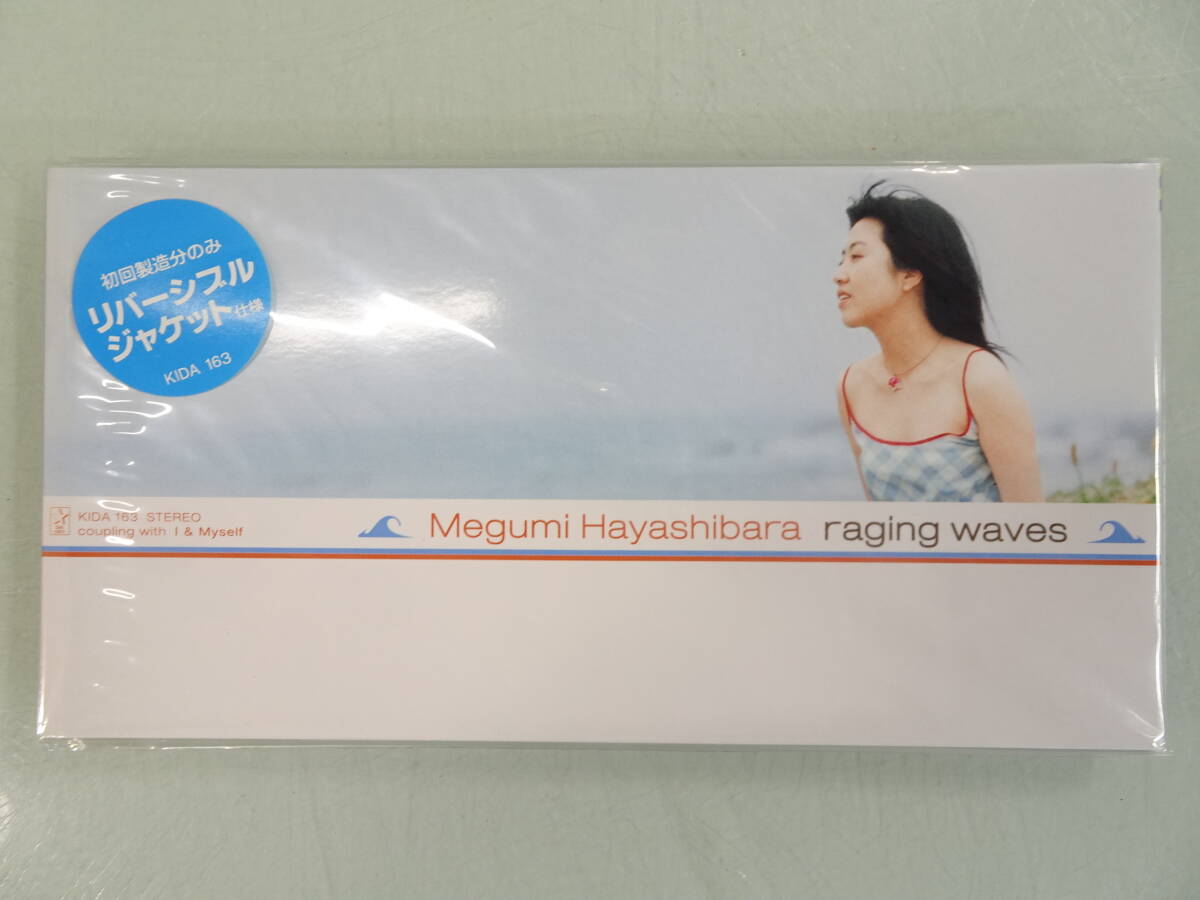 初回製造分のみ
リバーシブル
ジャケット仕様
KIDA 163
KIDA 163 STEREO
coupling with I & Myself
Megumi Hayashibara raging waves